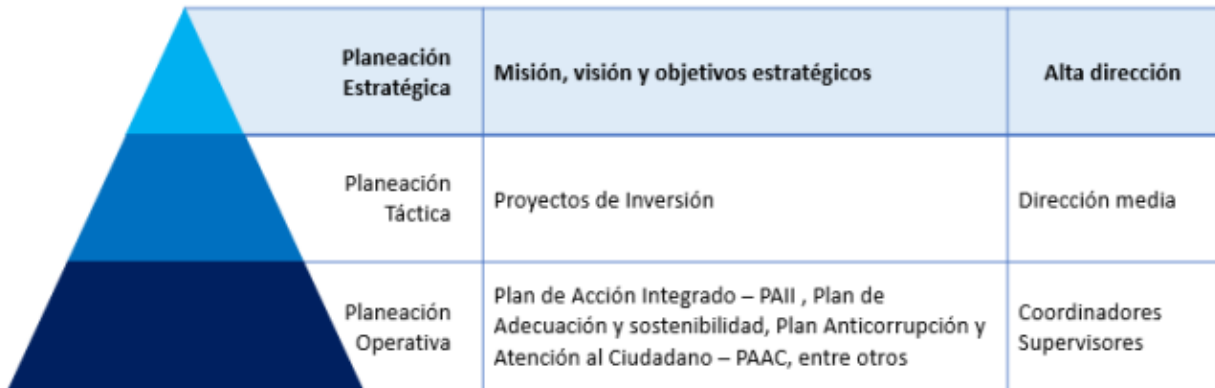 Planeación
Estratégica
Misión, visión y objetivos estratégicos
Alta dirección
Planeación
Táctica
Proyectos de Inversión
Dirección media
Planeación
Operativa
Plan de Acción Integrado – PAII , Plan de
Adecuación y sostenibilidad, Plan Anticorrupción y
Atención al Ciudadano – PAAC, entre otros
Coordinadores
Supervisores